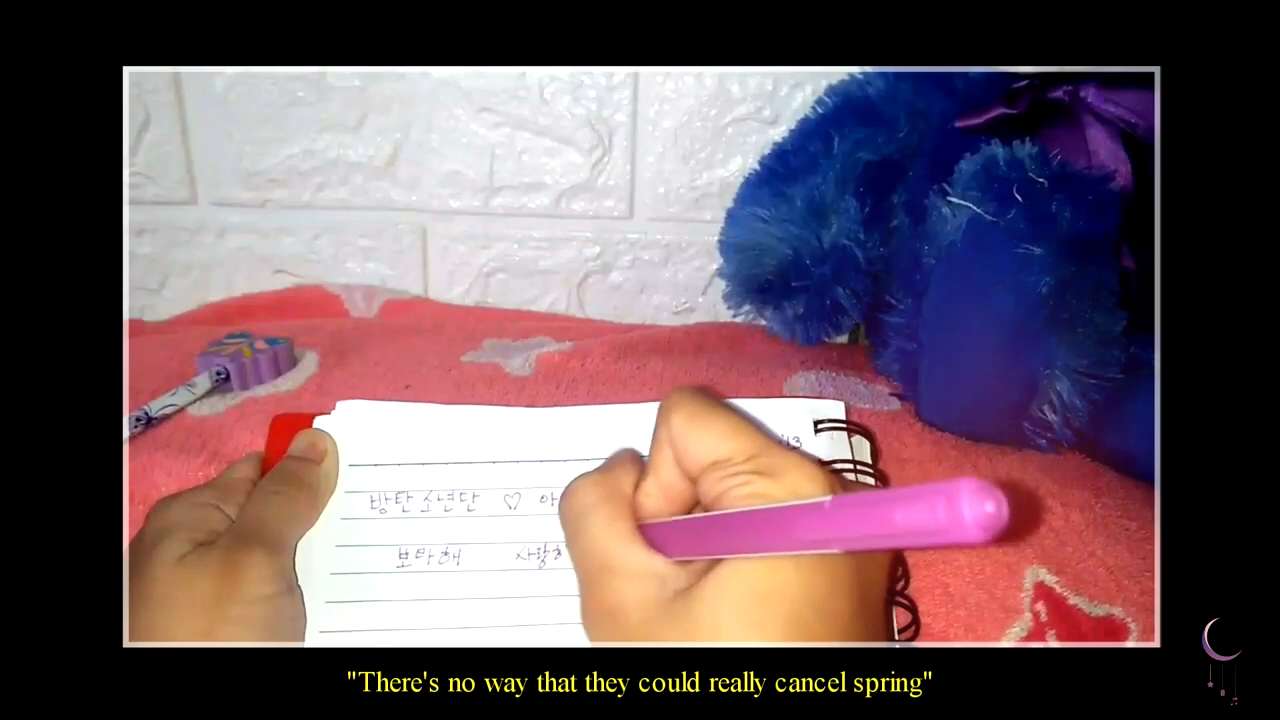 방탄 소년단 ♡ 아
보라해 사랑
"There's no way that they could really cancel spring"